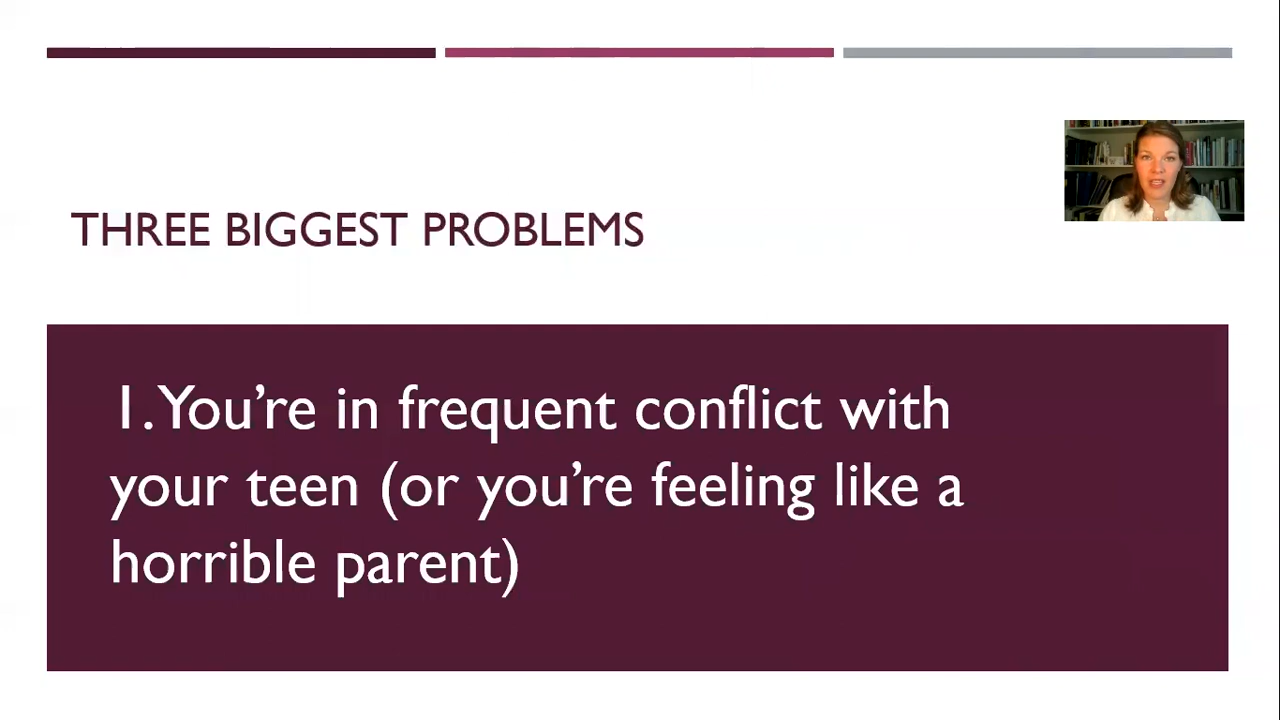 THREE BIGGEST PROBLEMS
1. You’re in frequent conflict with
your teen (or you’re feeling like a
horrible parent)